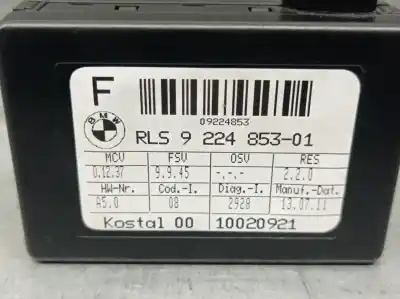 F
09224853
BMW
RLS 9 224 853-01
MCV FSV OSV RES
0.12.37 9.9.45 -.-.- 2.2.0
HW-Nr. Cod.-I. Diag.-I. Manuf.-Dat.
A5.0 08 2928 13.07.11
Kostal 00 10020921